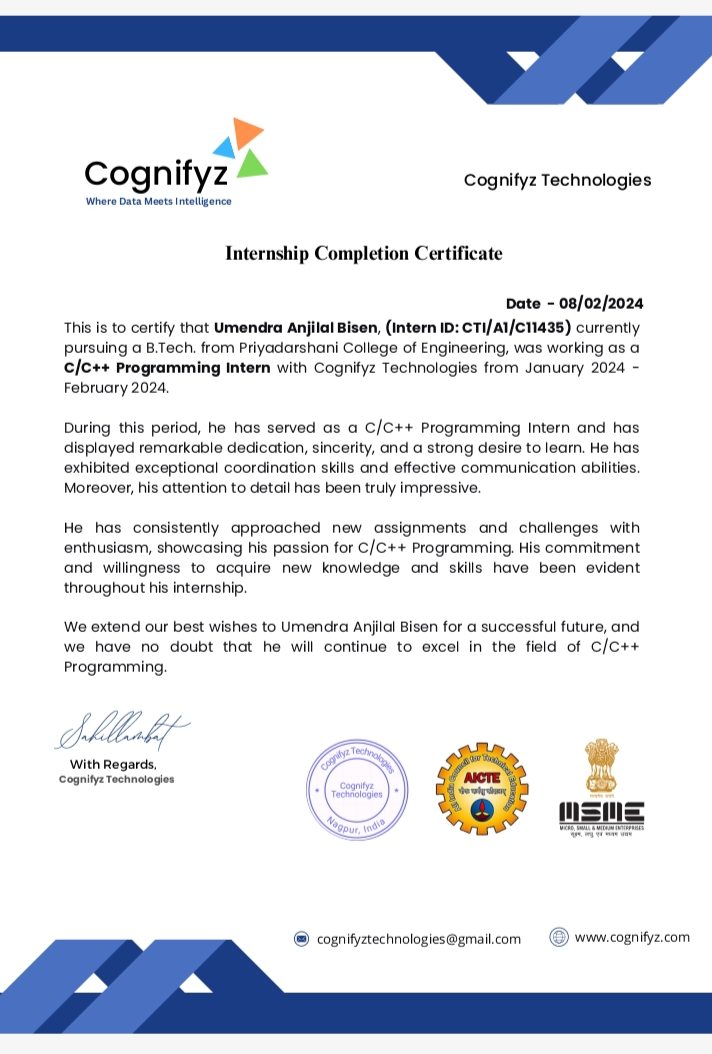 Cognifyz
Where Data Meets Intelligence
Cognifyz Technologies
Internship Completion Certificate
Date - 08/02/2024
This is to certify that Umendra Anjilal Bisen, (Intern ID: CTI/A1/C11435) currently
pursuing a B.Tech. from Priyadarshani College of Engineering, was working as a
C/C++ Programming Intern with Cognifyz Technologies from January 2024 -
February 2024.
During this period, he has served as a C/C++ Programming Intern and has
displayed remarkable dedication, sincerity, and a strong desire to learn. He has
exhibited exceptional coordination skills and effective communication abilities.
Moreover, his attention to detail has been truly impressive.
He has consistently approached new assignments and challenges with
enthusiasm, showcasing his passion for C/C++ Programming. His commitment
and willingness to acquire new knowledge and skills have been evident
throughout his internship.
We extend our best wishes to Umendra Anjilal Bisen for a successful future, and
we have no doubt that he will continue to excel in the field of C/C++
Programming.
With Regards,
Cognifyz Technologies
Cognifyz Technologies
Cognifyz
Technologies
Nagpur, India
All India Council for Technical Education
AICTE
MSME
MICRO, SMALL & MEDIUM ENTERPRISES
सूक्ष्म, लघु एवं मध्यम उद्यम
cognifyztechnologies@gmail.com
www.cognifyz.com